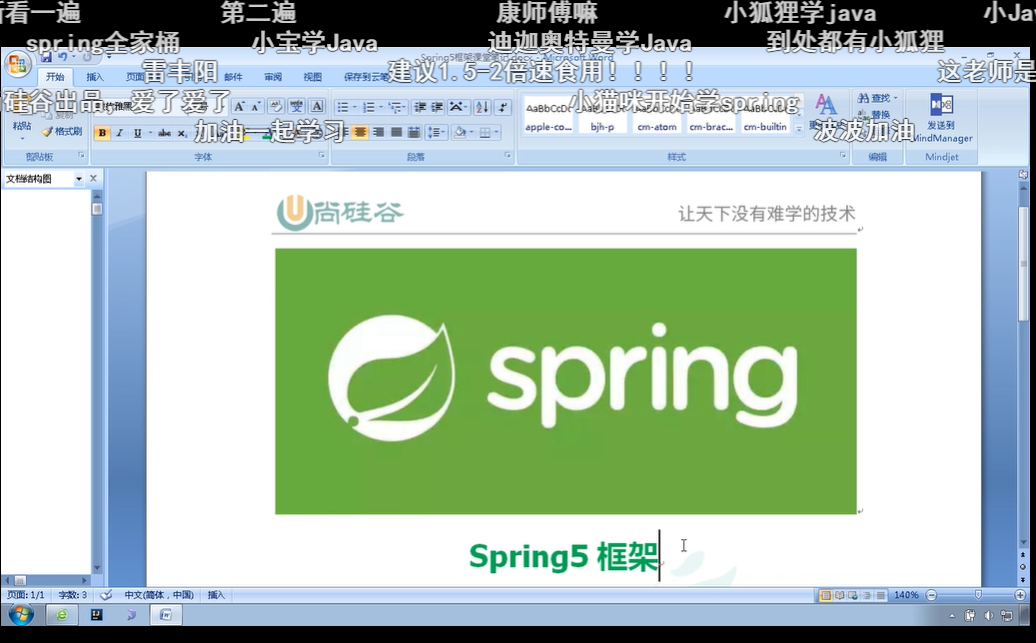 新看一遍
第二遍
康师傅嘛
小狐狸学java
小Jav
spring全家桶
小宝学Java
迪迦奥特曼学Java
到处都有小狐狸
Spring5框架课堂笔记.docx - Microsoft Word
雷丰阳
建议1.5-2倍速食用！！！！
这老师是
开始
插入
邮件
审阅
视图
硅谷出品，爱了爱了
小猫咪开始学spring
加油一起学习
波波加油
粘贴
格式刷
查找
替换
发送到
MindManager
AaBbCcDc
apple-co...
bjh-p
cm-atom
cm-brac...
cm-builtin
剪贴板
字体
段落
样式
编辑
Mindjet
文档结构图
尚硅谷
让天下没有难学的技术
spring
Spring5 框架
页面: 1/1
字数: 3
中文(简体, 中国)
插入
140%